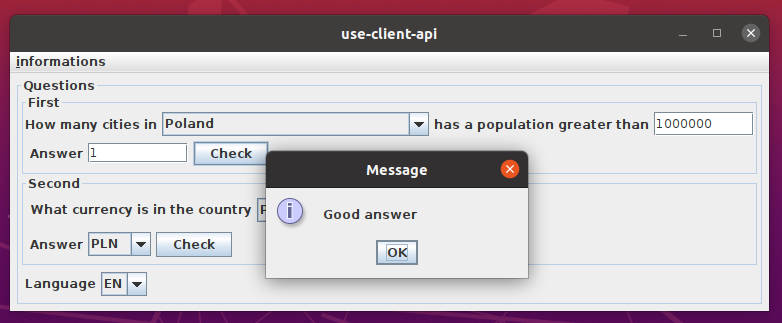 use-client-api
informations
Questions
First
How many cities in Poland has a population greater than 1000000
Answer 1 Check
Message
Second
Good answer
What currency is in the country
OK
Answer PLN Check
Language EN